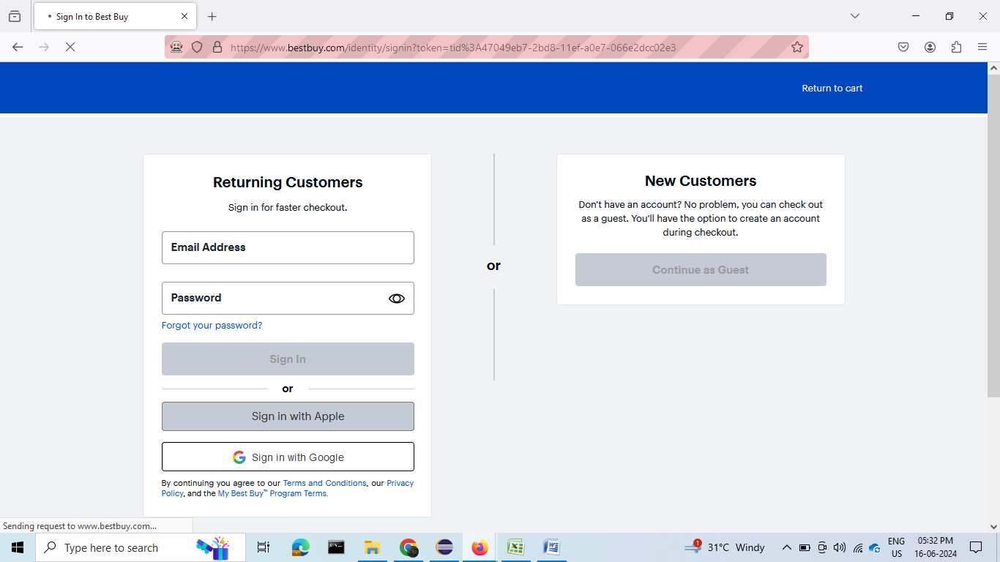 Sign In to Best Buy
https://www.bestbuy.com/identity/signin?token=tid%3A47049eb7-2bd8-11ef-a0e7-066e2dcc02e3
Return to cart
Returning Customers
Sign in for faster checkout.
Email Address
Password
Forgot your password?
Sign In
or
Sign in with Apple
Sign in with Google
By continuing you agree to our Terms and Conditions, our Privacy
Policy, and the My Best Buy™ Program Terms.
or
New Customers
Don't have an account? No problem, you can check out
as a guest. You'll have the option to create an account
during checkout.
Continue as Guest
Sending request to www.bestbuy.com...
Type here to search
1
31°C Windy
ENG
US
05:32 PM
16-06-2024